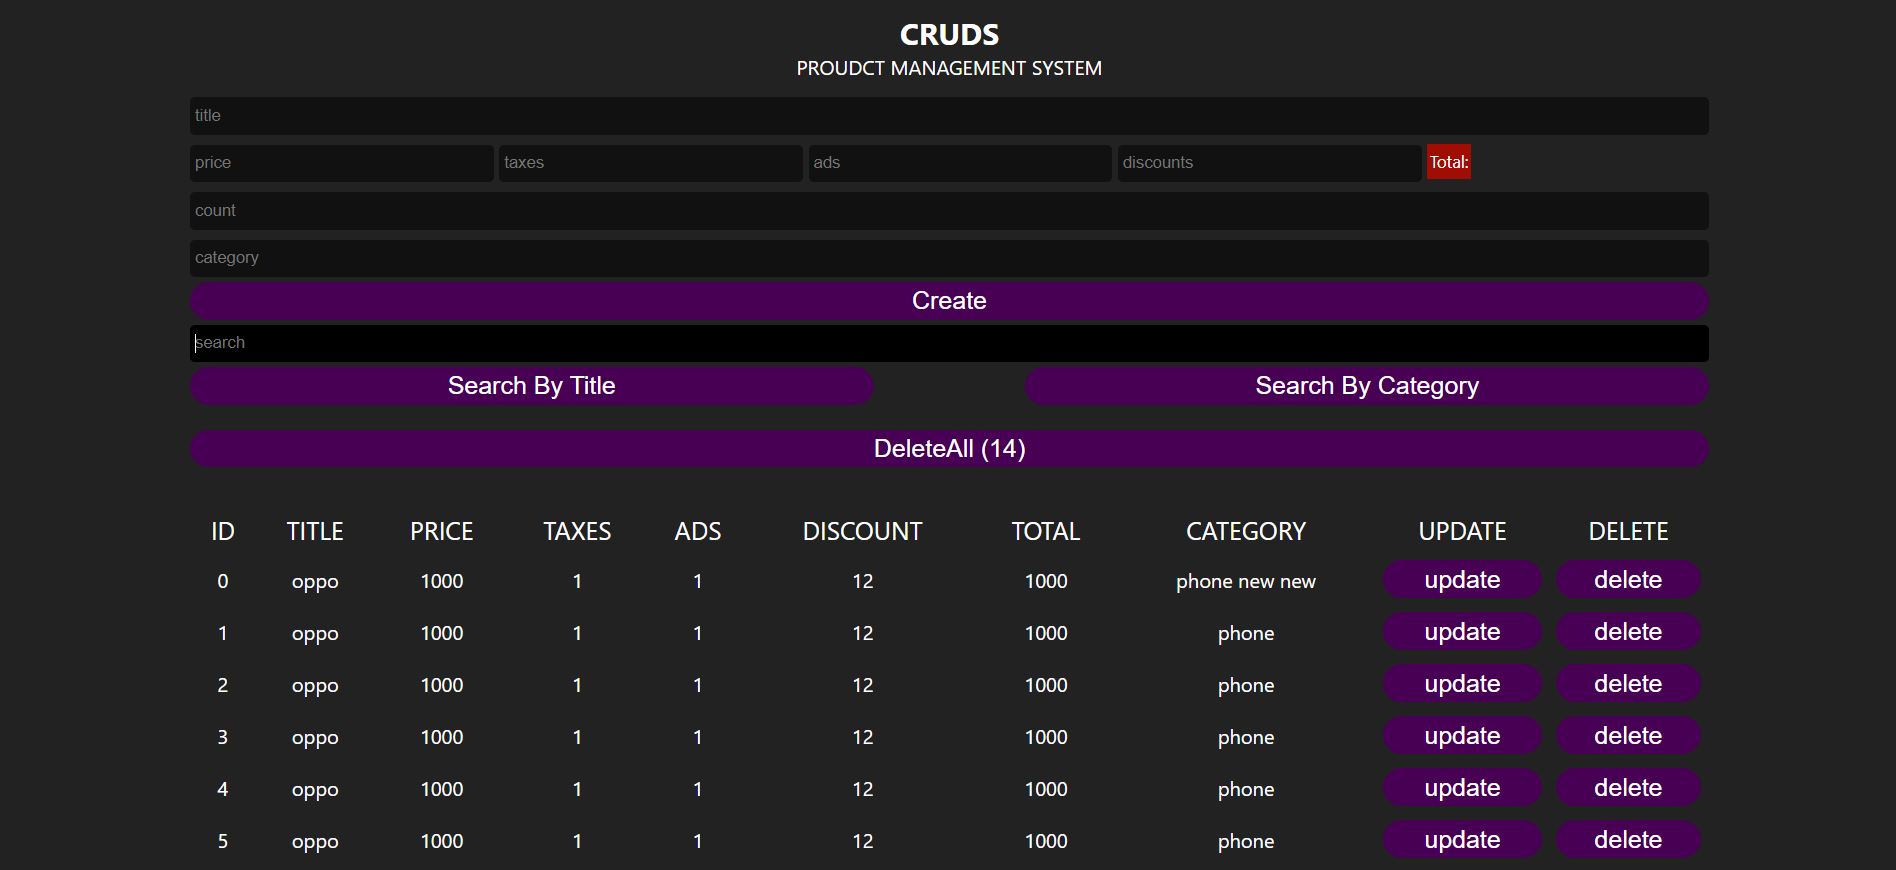 CRUDS
PROUDCT MANAGEMENT SYSTEM
title
price taxes ads discounts Total:
count
category
Create
search
Search By Title Search By Category
DeleteAll (14)
ID TITLE PRICE TAXES ADS DISCOUNT TOTAL CATEGORY UPDATE DELETE
0 oppo 1000 1 1 12 1000 phone new new update delete
1 oppo 1000 1 1 12 1000 phone update delete
2 oppo 1000 1 1 12 1000 phone update delete
3 oppo 1000 1 1 12 1000 phone update delete
4 oppo 1000 1 1 12 1000 phone update delete
5 oppo 1000 1 1 12 1000 phone update delete